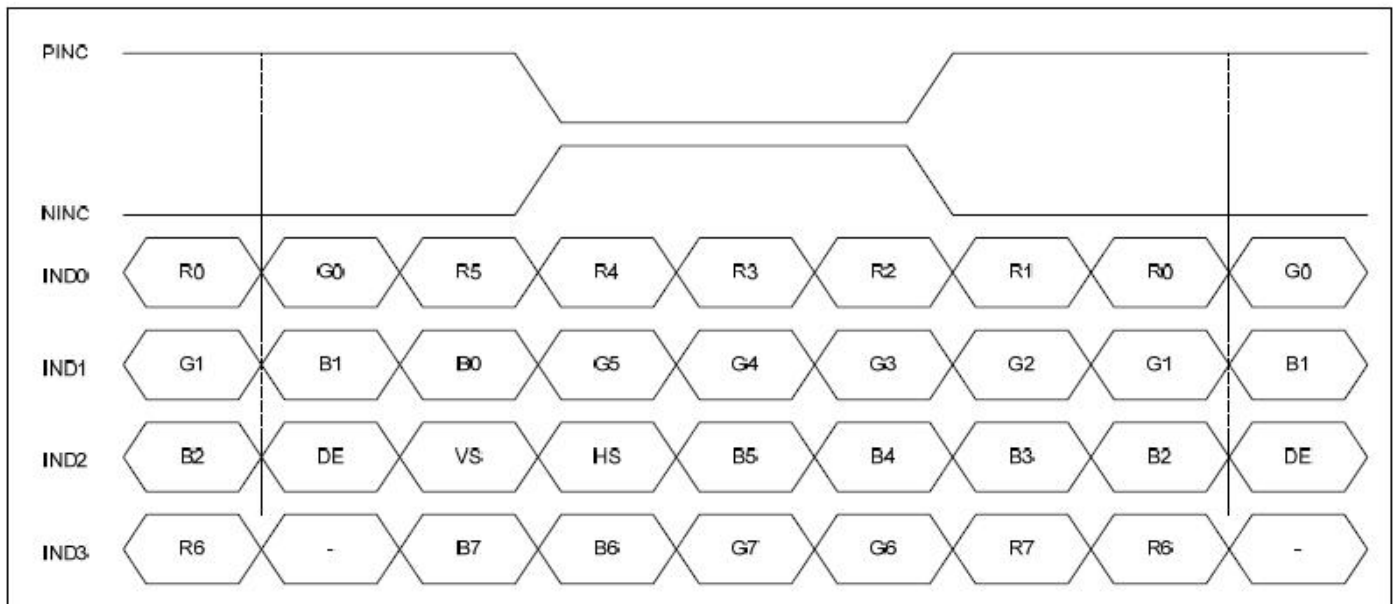 PINC
NINC
IND0 R0 G0 R5 R4 R3 R2 R1 R0 G0
IND1 G1 B1 B0 G5 G4 G3 G2 G1 B1
IND2 B2 DE VS HS B5 B4 B3 B2 DE
IND3 R6 - B7 B6 G7 G6 R7 R6 -